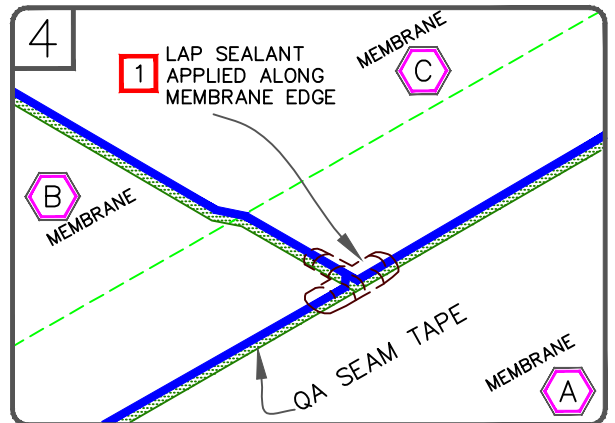 4
1
LAP SEALANT
APPLIED ALONG
MEMBRANE EDGE
MEMBRANE
C
B
MEMBRANE
QA SEAM TAPE
MEMBRANE
A